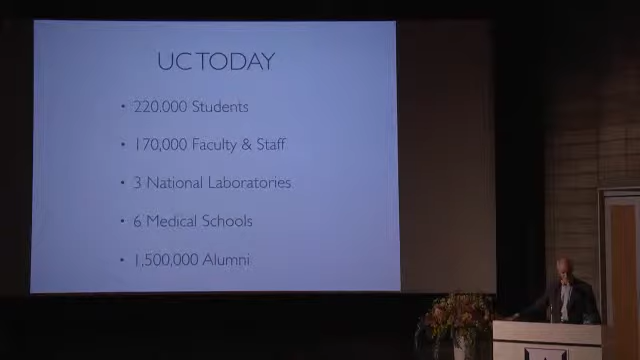 UC TODAY
• 220.000 Students
• 170,000 Faculty & Staff
• 3 National Laboratories
• 6 Medical Schools
• 1,500,000 Alumni